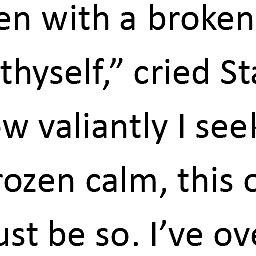 en with a broken
thyself,” cried Sta
w valiantly I seek
rozen calm, this
ust be so. I’ve ove